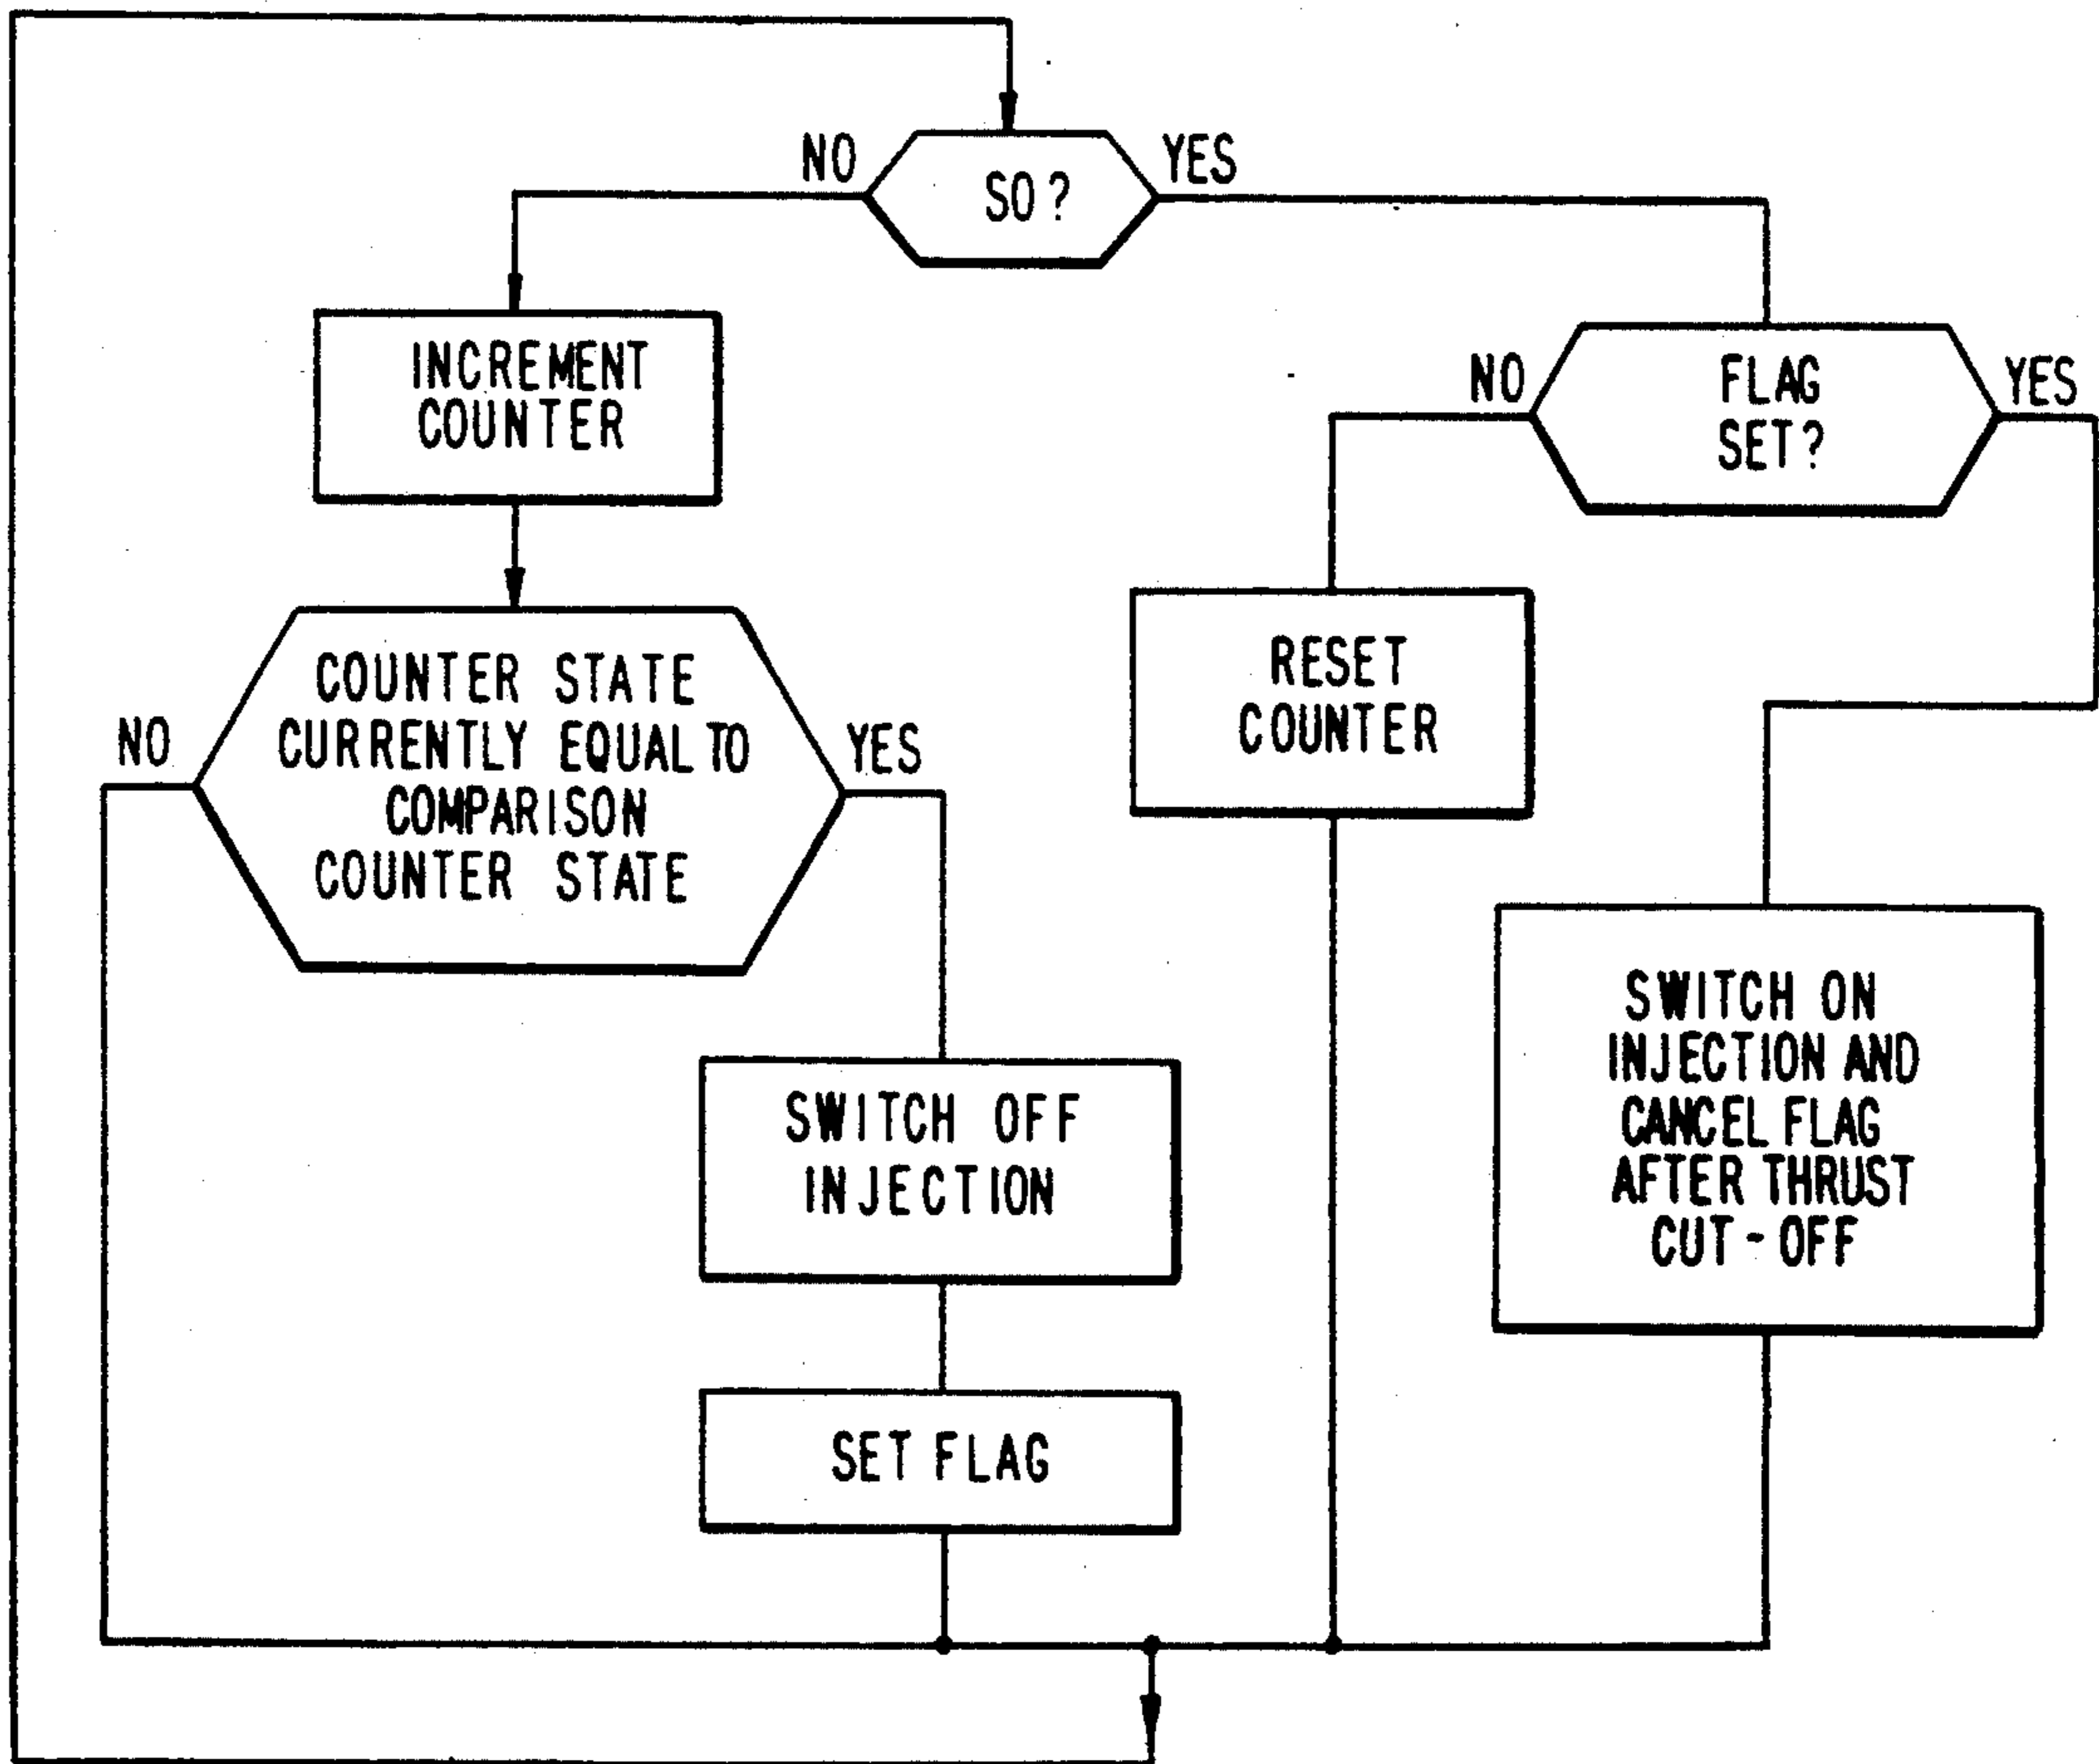 NO
YES
SO?
INCREMENT
COUNTER
NO
YES
FLAG
SET?
COUNTER STATE
CURRENTLY EQUAL TO
COMPARISON
COUNTER STATE
NO
YES
RESET
COUNTER
SWITCH OFF
INJECTION
SWITCH ON
INJECTION AND
CANCEL FLAG
AFTER THRUST
CUT-OFF
SET FLAG